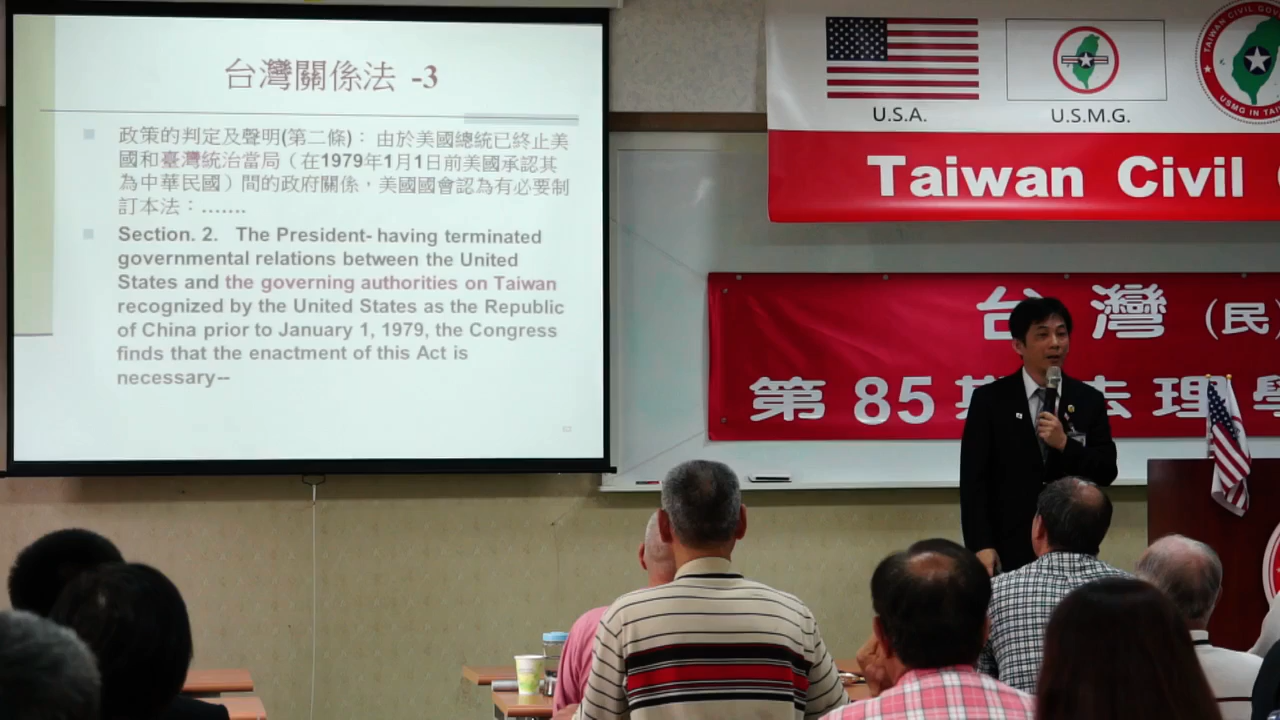 台灣關係法 -3
政策的判定及聲明(第二條)： 由於美國總統已終止美
國和臺灣統治當局（在1979年1月1日前美國承認其
為中華民國）間的政府關係，美國國會認為有必要制
訂本法：.......
Section. 2. The President- having terminated
governmental relations between the United
States and the governing authorities on Taiwan
recognized by the United States as the Republic
of China prior to January 1, 1979, the Congress
finds that the enactment of this Act is
necessary--
U.S.A.
U.S.M.G.
TAIWAN CIVIL GOV
USMG IN TAI
Taiwan Civil
台灣（民
第 85 期法理學